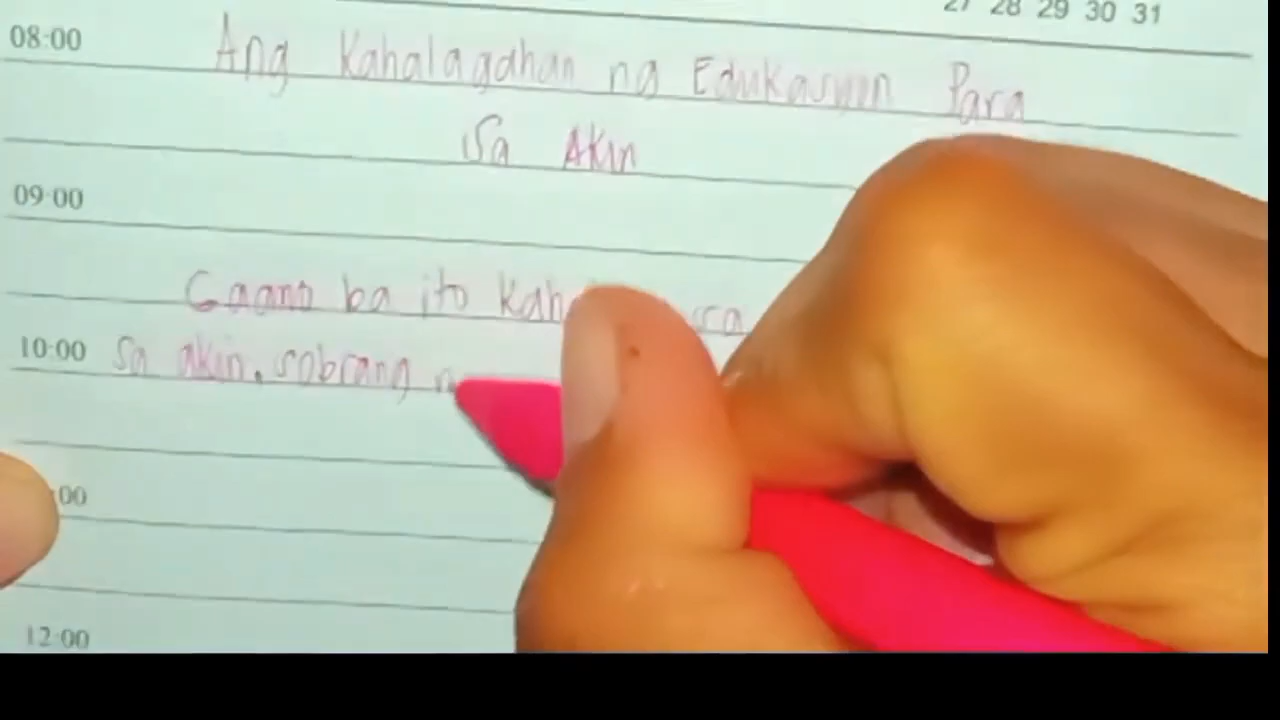 27 28 29 30 31
08:00 Ang Kahalagahan ng Edukasyon Para
Sa Akin
09:00
Gaano ba ito
10:00 Sa akin. sobrang
:00
12:00